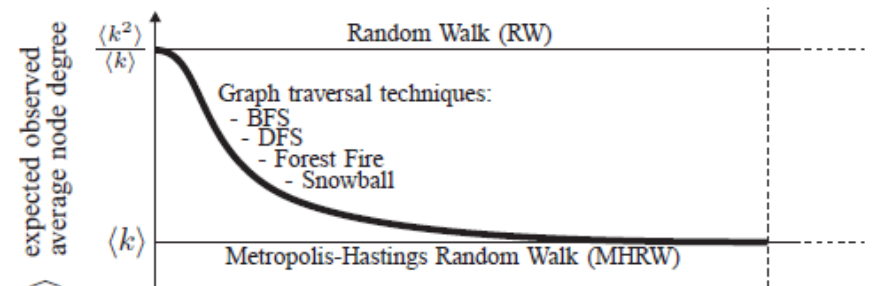 expected observed
average node degree
⟨k²⟩
⟨k⟩
Random Walk (RW)
Graph traversal techniques:
- BFS
- DFS
- Forest Fire
- Snowball
⟨k⟩
Metropolis-Hastings Random Walk (MHRW)